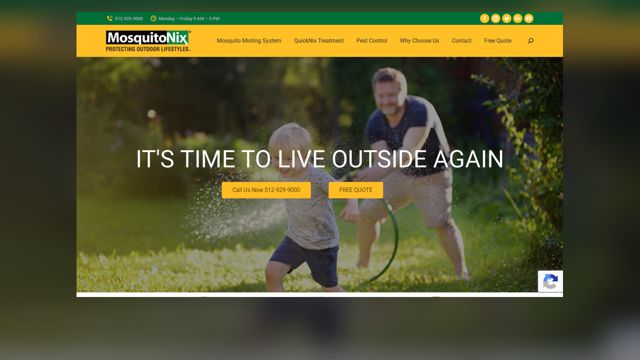 512.929.9000 Monday – Friday 9 AM – 5 PM
MosquitoNix
PROTECTING OUTDOOR LIFESTYLES
Mosquito Misting System QuickNix Treatment Pest Control Why Choose Us Contact Free Quote
IT'S TIME TO LIVE OUTSIDE AGAIN
Call Us Now 512-929-9000 FREE QUOTE